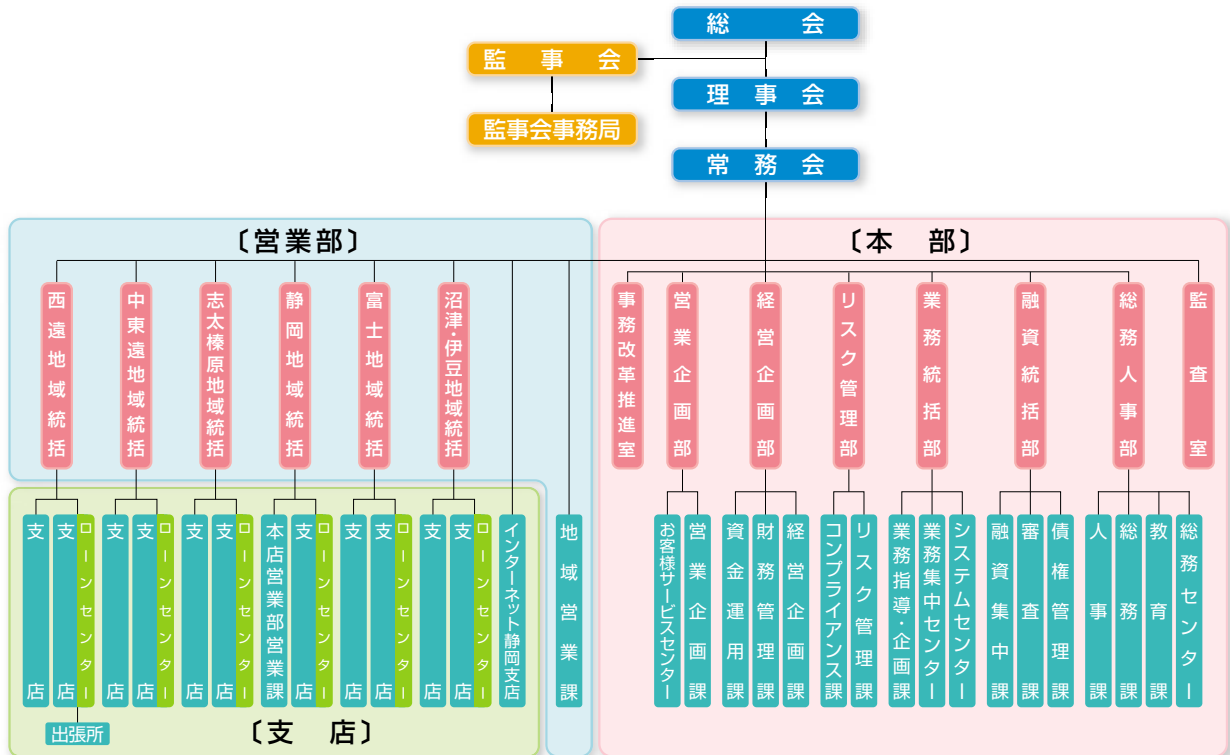 総会
監事会
理事会
監事会事務局
常務会
〔営業部〕
〔本部〕
西遠地域統括
中東遠地域統括
志太榛原地域統括
静岡地域統括
富士地域統括
沼津・伊豆地域統括
事務改革推進室
営業企画部
経営企画部
リスク管理部
業務統括部
融資統括部
総務人事部
監査室
支店
支店
ローンセンター
支店
支店
ローンセンター
支店
支店
ローンセンター
本店営業部営業課
支店
ローンセンター
支店
支店
ローンセンター
支店
支店
ローンセンター
インターネット静岡支店
地域営業課
お客様サービスセンター
営業企画課
資金運用課
財務管理課
経営企画課
コンプライアンス課
リスク管理課
業務指導・企画課
業務集中センター
システムセンター
融資集中課
審査課
債権管理課
人事課
総務課
教育課
総務センター
出張所
〔支店〕